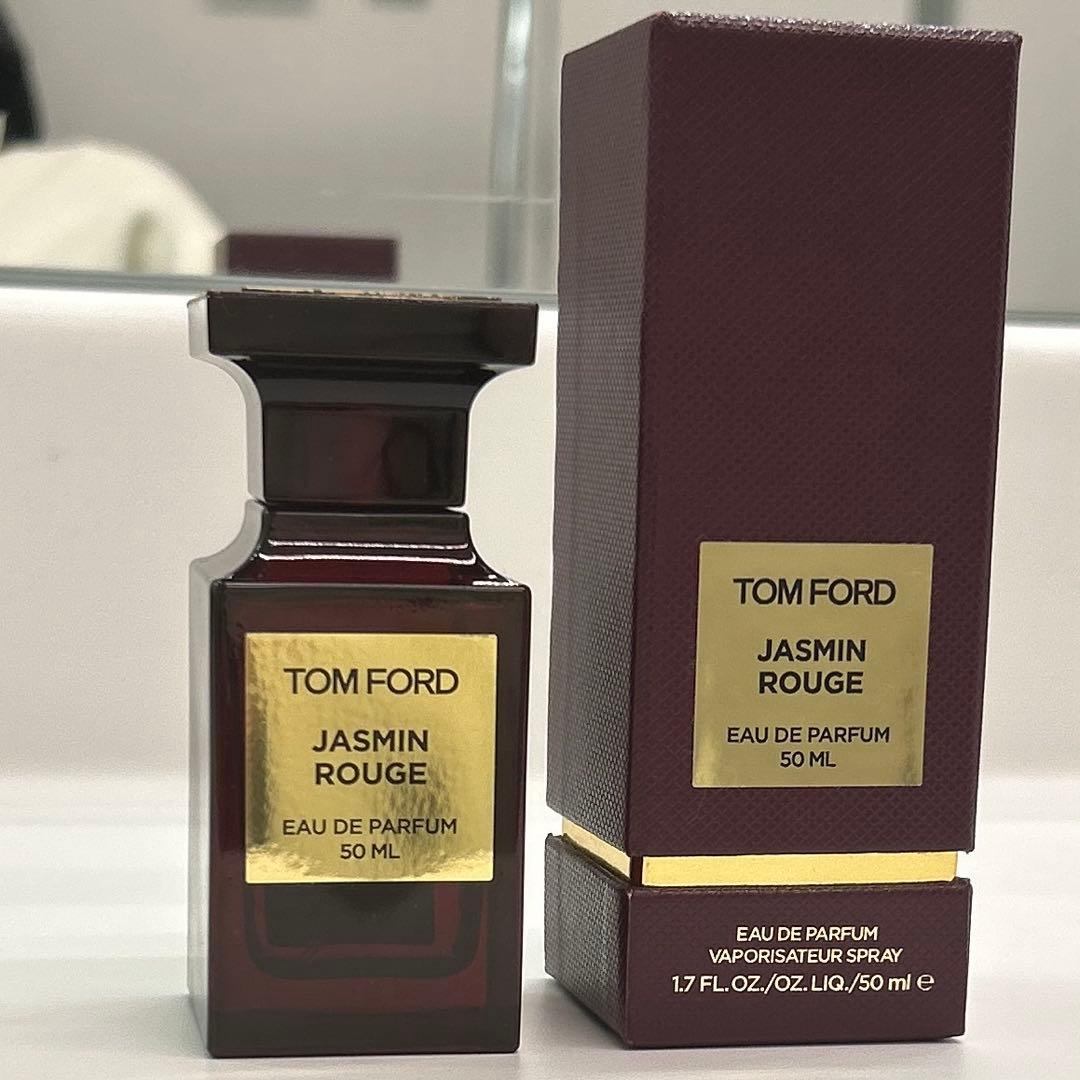 TOM FORD
JASMIN
ROUGE
EAU DE PARFUM
50 ML
TOM FORD
JASMIN
ROUGE
EAU DE PARFUM
50 ML
EAU DE PARFUM
VAPORISATEUR SPRAY
1.7 FL. OZ./OZ. LIQ./50 ml ℮